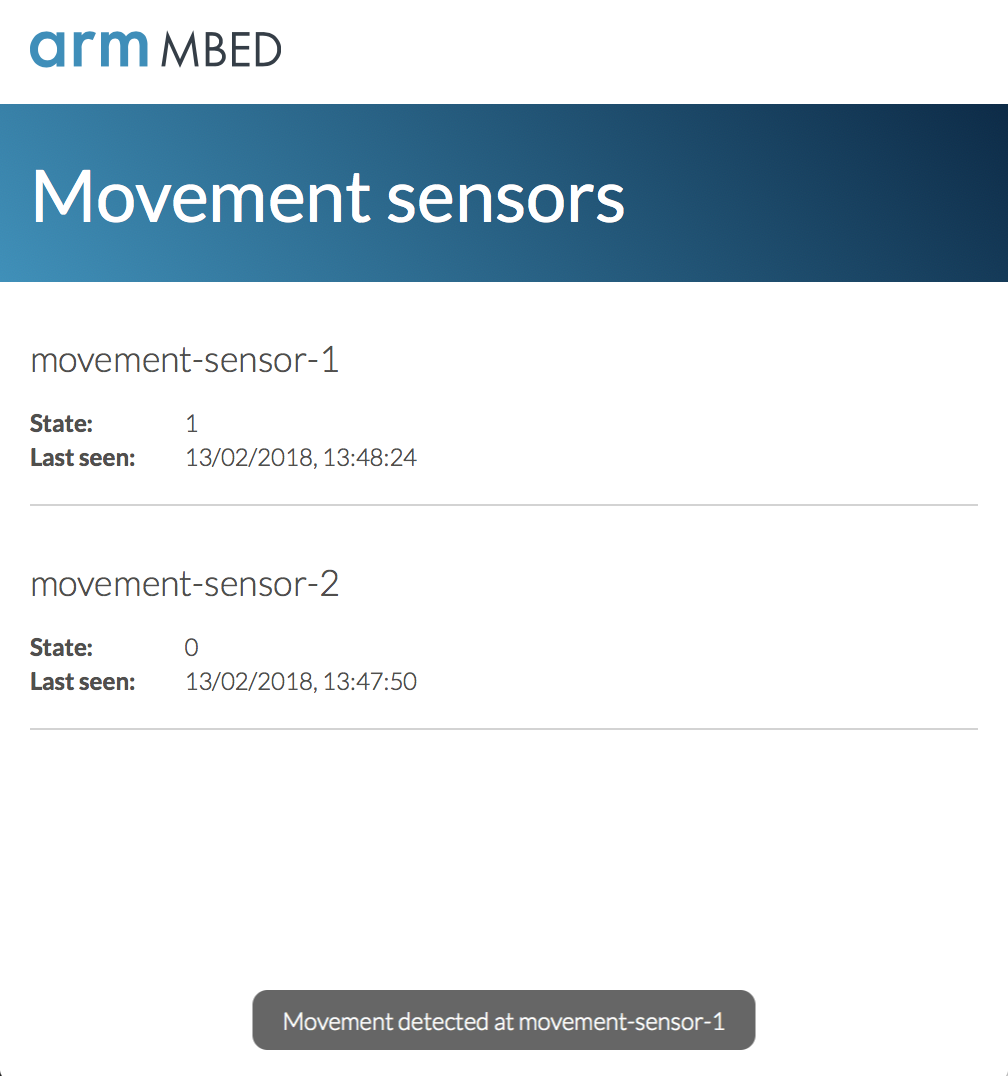 arm MBED
Movement sensors
movement-sensor-1
State: 1
Last seen: 13/02/2018, 13:48:24
movement-sensor-2
State: 0
Last seen: 13/02/2018, 13:47:50
Movement detected at movement-sensor-1